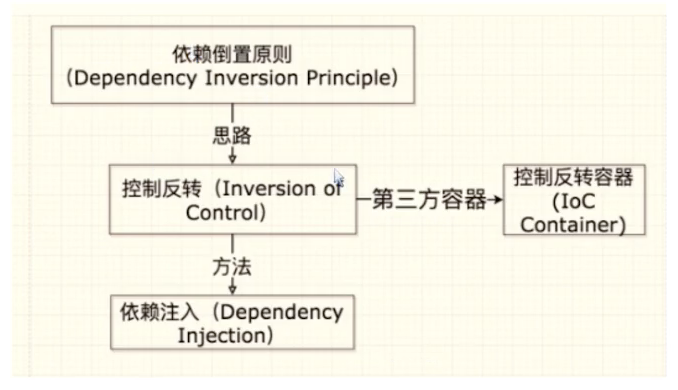 依赖倒置原则
（Dependency Inversion Principle）
思路
控制反转（Inversion of
Control）
第三方容器
控制反转容器
(IoC
Container)
方法
依赖注入（Dependency
Injection）